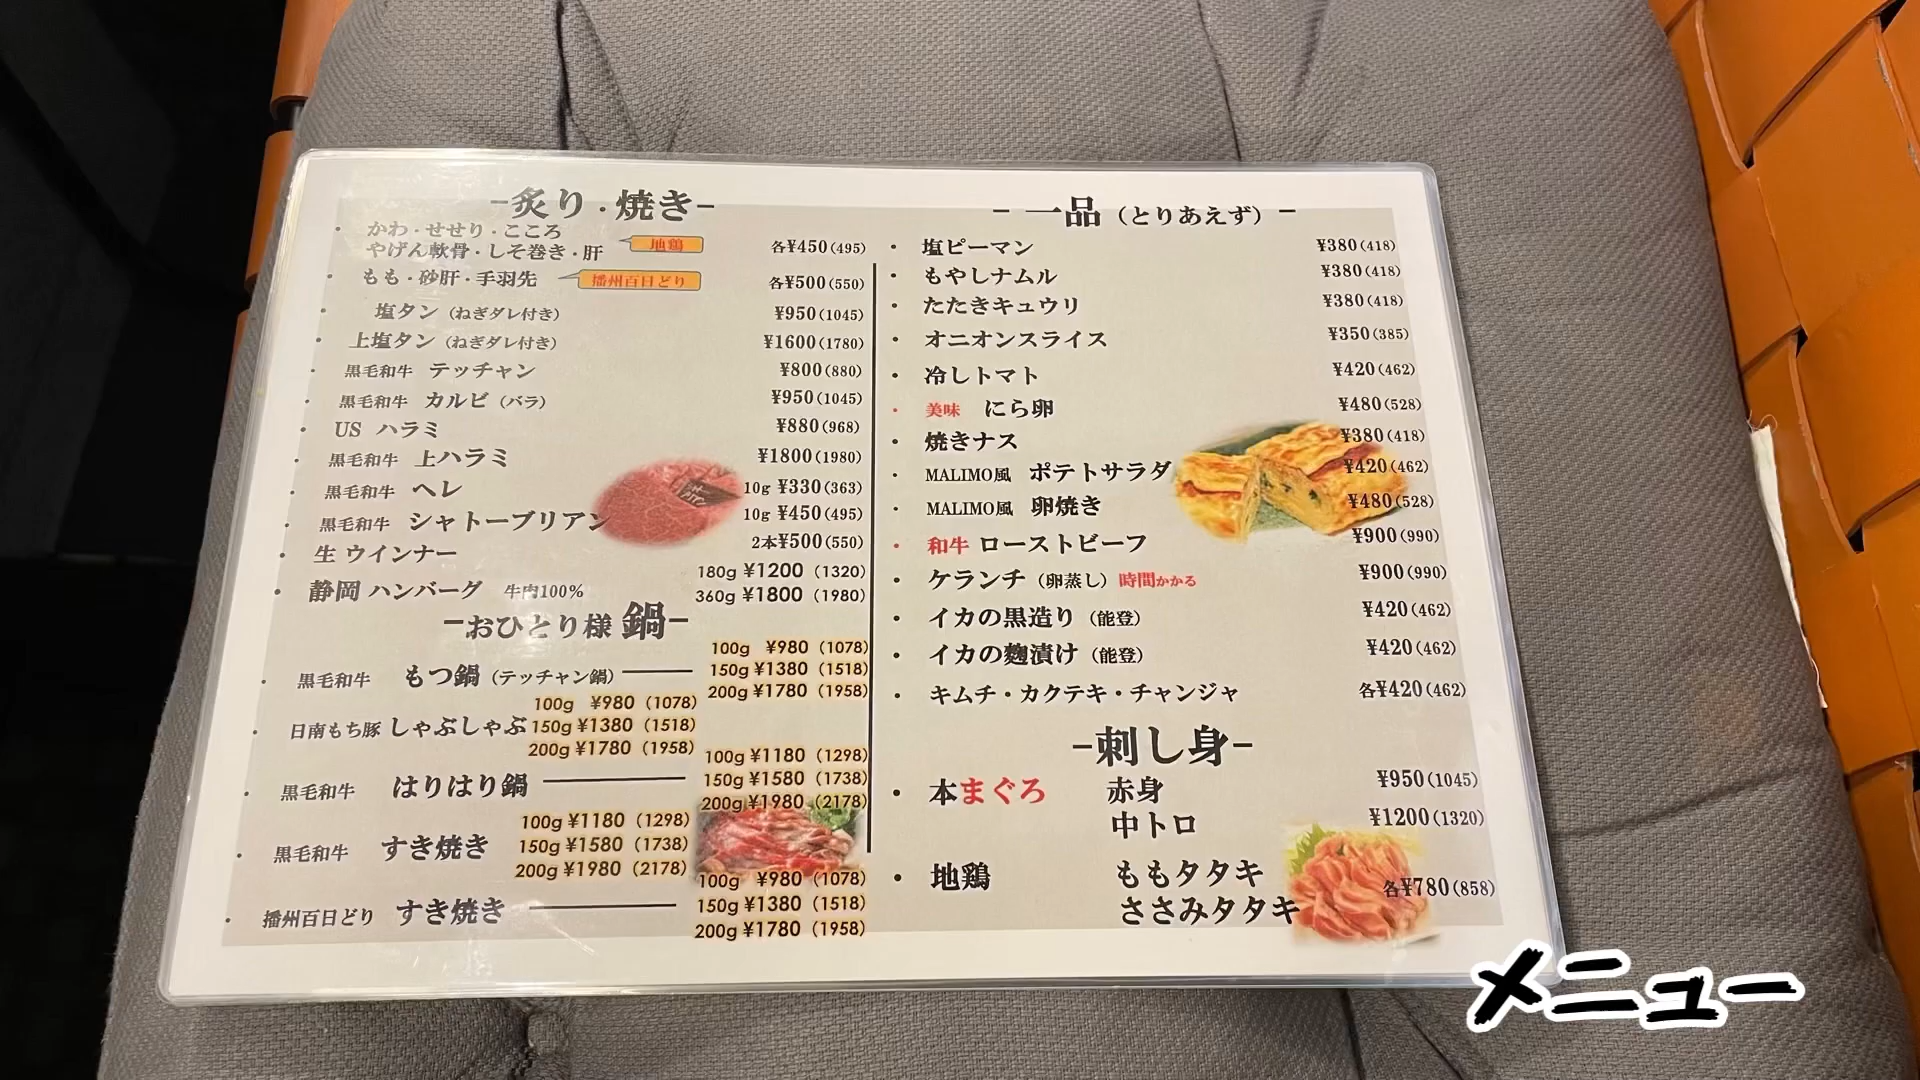 -炙り・焼き-
・ かわ・せせり・こころ
やげん軟骨・しそ巻き・肝 地鶏 各¥450(495)
・ もも・砂肝・手羽先 播州百日どり 各¥500(550)
・ 塩タン（ねぎダレ付き） ¥950(1045)
・ 上塩タン（ねぎダレ付き） ¥1600(1780)
・ 黒毛和牛 テッチャン ¥800(880)
・ 黒毛和牛 カルビ（バラ） ¥950(1045)
・ US ハラミ ¥880(968)
・ 黒毛和牛 上ハラミ ¥1800(1980)
・ 黒毛和牛 ヘレ 10g ¥330(363)
・ 黒毛和牛 シャトーブリアン 10g ¥450(495)
・ 生 ウインナー 2本¥500(550)
・ 静岡 ハンバーグ 牛肉100% 180g ¥1200 (1320)
360g ¥1800 (1980)
-おひとり様 鍋-
・ 黒毛和牛 もつ鍋（テッチャン鍋） 100g ¥980 (1078)
150g ¥1380 (1518)
200g ¥1780 (1958)
・ 日南もち豚 しゃぶしゃぶ 100g ¥980 (1078)
150g ¥1380 (1518)
200g ¥1780 (1958)
・ 黒毛和牛 はりはり鍋 100g ¥1180 (1298)
150g ¥1580 (1738)
200g ¥1980 (2178)
・ 黒毛和牛 すき焼き 100g ¥1180 (1298)
150g ¥1580 (1738)
200g ¥1980 (2178)
・ 播州百日どり すき焼き 100g ¥980 (1078)
150g ¥1380 (1518)
200g ¥1780 (1958)
- 一品（とりあえず）-
・ 塩ピーマン ¥380(418)
・ もやしナムル ¥380(418)
・ たたきキュウリ ¥380(418)
・ オニオンスライス ¥350(385)
・ 冷しトマト ¥420(462)
・ 美味 にら卵 ¥480(528)
・ 焼きナス ¥380(418)
・ MALIMO風 ポテトサラダ ¥420(462)
・ MALIMO風 卵焼き ¥480(528)
・ 和牛 ローストビーフ ¥900(990)
・ ケランチ（卵蒸し）時間かかる ¥900(990)
・ イカの黒造り（能登） ¥420(462)
・ イカの麹漬け（能登） ¥420(462)
・ キムチ・カクテキ・チャンジャ 各¥420(462)
-刺し身-
・ 本まぐろ 赤身 ¥950(1045)
中トロ ¥1200(1320)
・ 地鶏 ももタタキ
ささみタタキ 各¥780(858)
メニュー